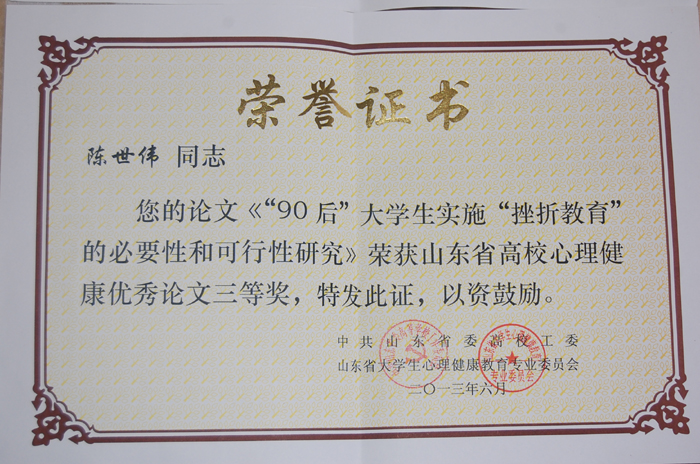 荣誉证书
陈世伟 同志
您的论文《“90后”大学生实施“挫折教育”
的必要性和可行性研究》荣获山东省高校心理健
康优秀论文三等奖，特发此证，以资鼓励。
中共山东省委高校工委
山东省大学生心理健康教育专业委员会
二〇一三年六月
专业委员会